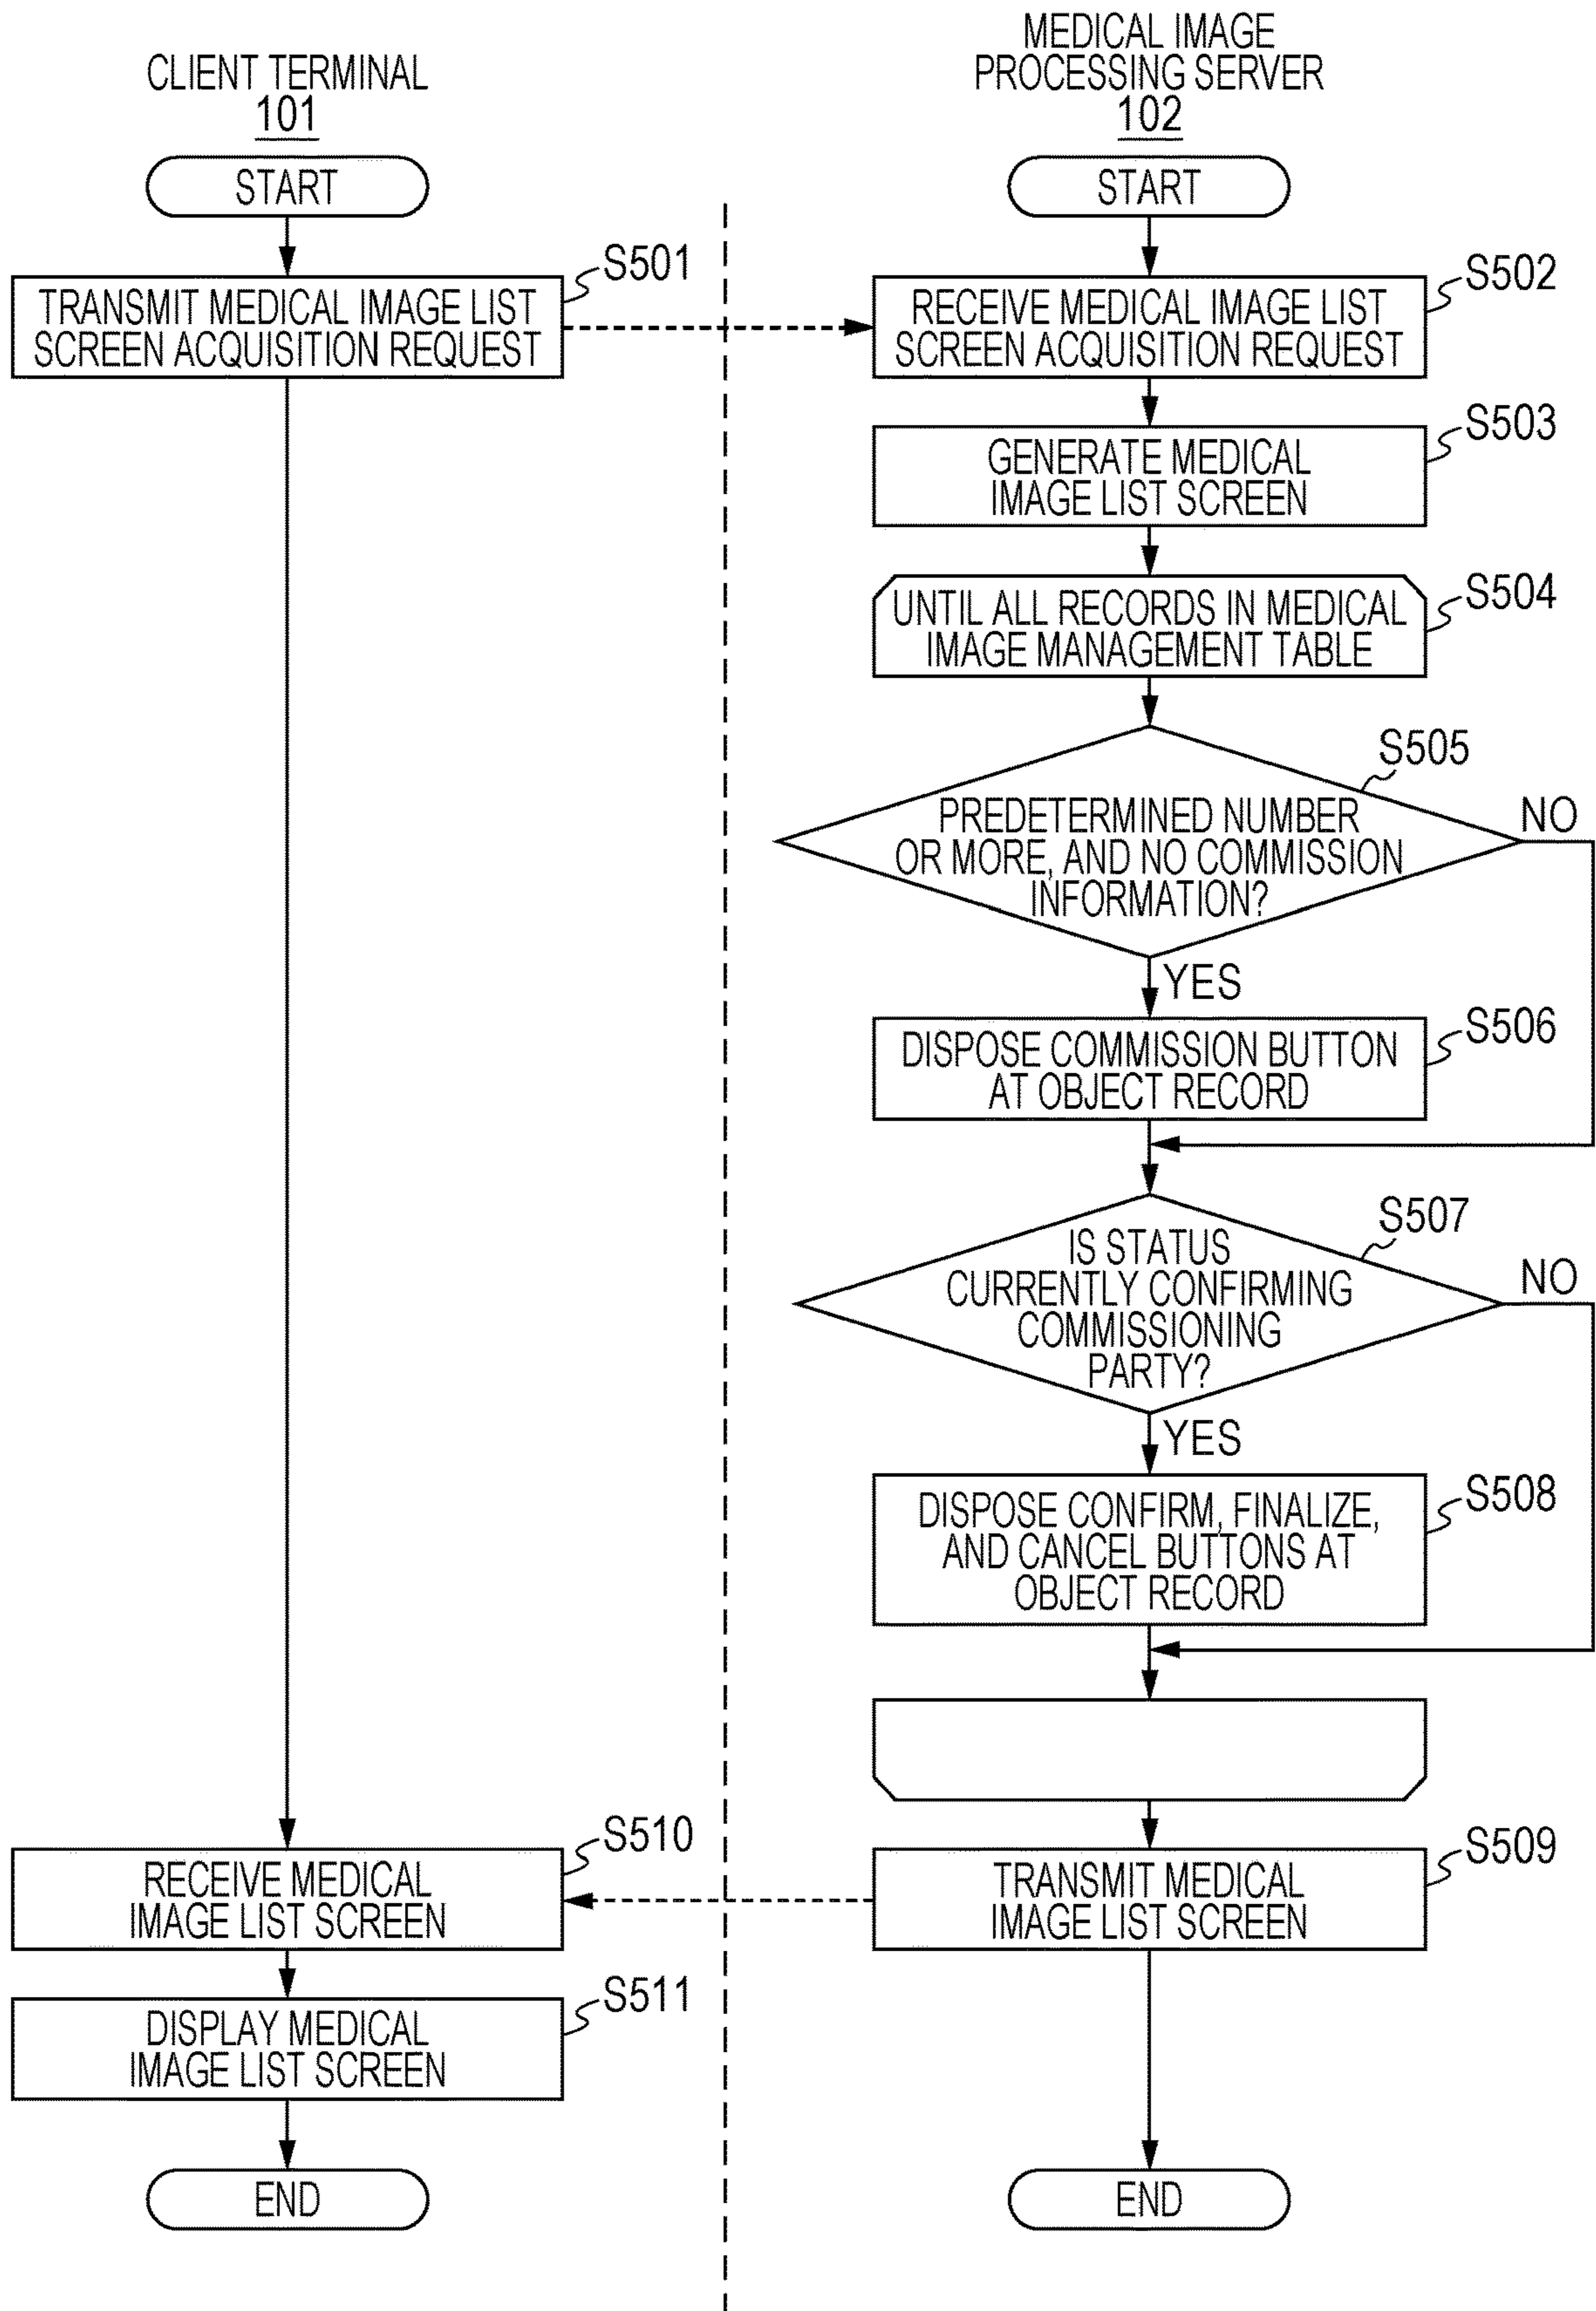 CLIENT TERMINAL
101
START
S501
TRANSMIT MEDICAL IMAGE LIST
SCREEN ACQUISITION REQUEST
S510
RECEIVE MEDICAL
IMAGE LIST SCREEN
S511
DISPLAY MEDICAL
IMAGE LIST SCREEN
END
MEDICAL IMAGE
PROCESSING SERVER
102
START
S502
RECEIVE MEDICAL IMAGE LIST
SCREEN ACQUISITION REQUEST
S503
GENERATE MEDICAL
IMAGE LIST SCREEN
S504
UNTIL ALL RECORDS IN MEDICAL
IMAGE MANAGEMENT TABLE
S505
PREDETERMINED NUMBER
OR MORE, AND NO COMMISSION
INFORMATION?
NO
YES
S506
DISPOSE COMMISSION BUTTON
AT OBJECT RECORD
S507
IS STATUS
CURRENTLY CONFIRMING
COMMISSIONING
PARTY?
NO
YES
S508
DISPOSE CONFIRM, FINALIZE,
AND CANCEL BUTTONS AT
OBJECT RECORD
S509
TRANSMIT MEDICAL
IMAGE LIST SCREEN
END